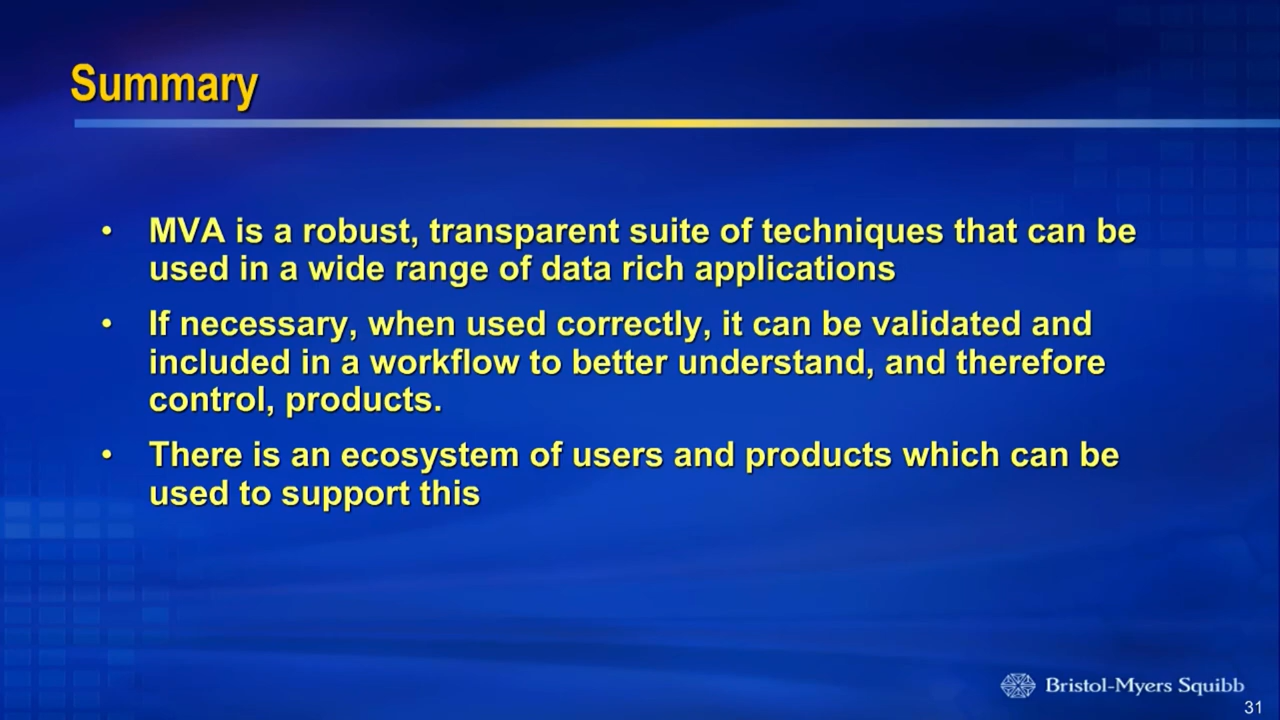 Summary
• MVA is a robust, transparent suite of techniques that can be
used in a wide range of data rich applications
• If necessary, when used correctly, it can be validated and
included in a workflow to better understand, and therefore
control, products.
• There is an ecosystem of users and products which can be
used to support this
Bristol-Myers Squibb
31